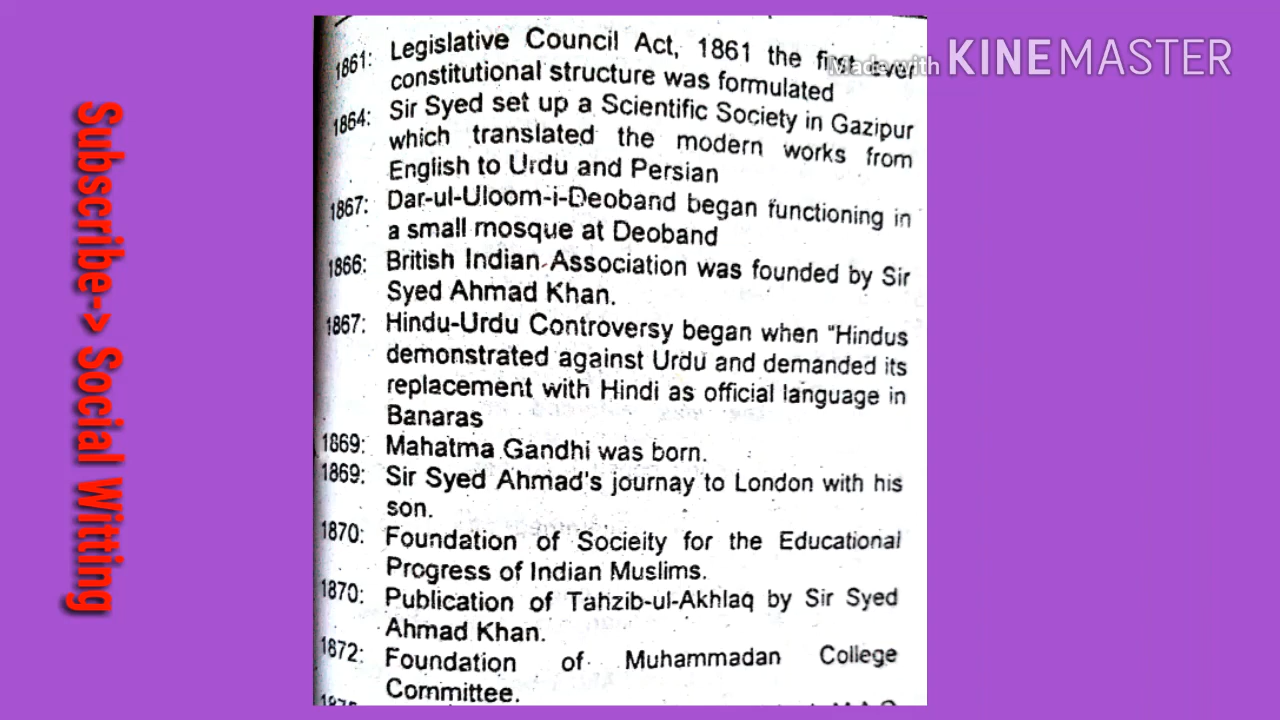 Made with KINEMASTER
Subscribe-> Social Witting
1861: Legislative Council Act, 1861 the first ever
constitutional structure was formulated
1864: Sir Syed set up a Scientific Society in Gazipur
which translated the modern works from
English to Urdu and Persian
1867: Dar-ul-Uloom-i-Deoband began functioning in
a small mosque at Deoband
1866: British Indian Association was founded by Sir
Syed Ahmad Khan.
1867: Hindu-Urdu Controversy began when "Hindus
demonstrated against Urdu and demanded its
replacement with Hindi as official language in
Banaras
1869: Mahatma Gandhi was born.
1869: Sir Syed Ahmad's journay to London with his
son.
1870: Foundation of Socieity for the Educational
Progress of Indian Muslims.
1870: Publication of Tahzib-ul-Akhlaq by Sir Syed
Ahmad Khan.
1872: Foundation of Muhammadan College
Committee.